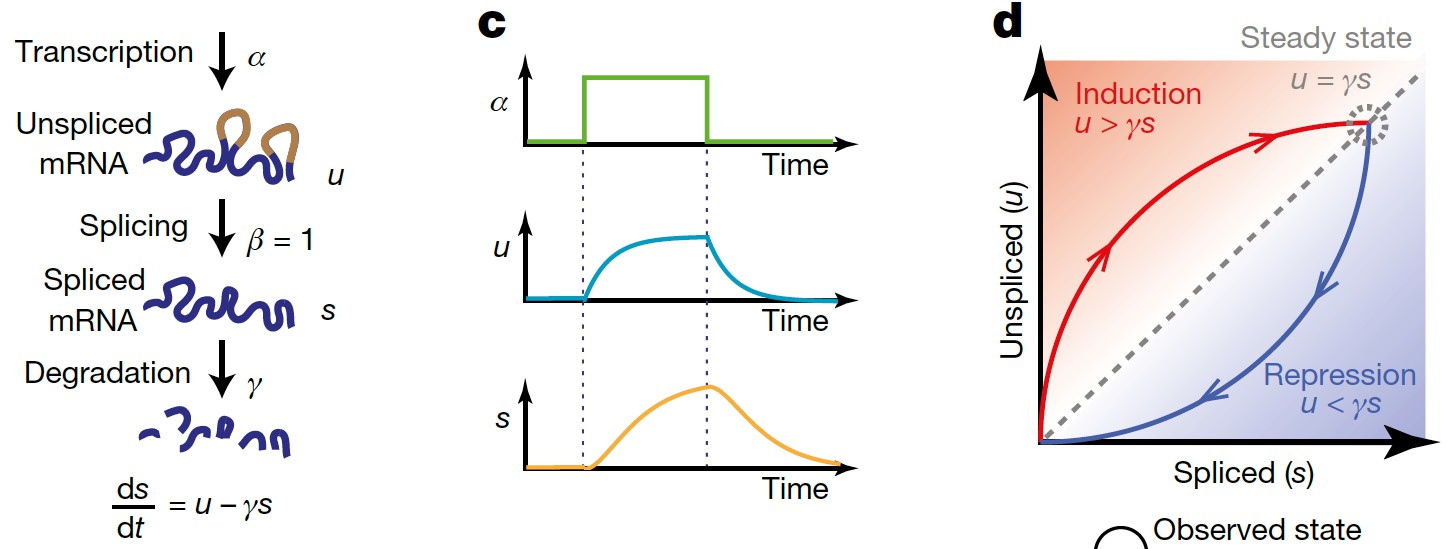 Transcription
α
Unspliced
mRNA
u
Splicing
β = 1
Spliced
mRNA
s
Degradation
γ
ds
dt
= u – γs
c
α
Time
u
Time
s
Time
d
Steady state
u = γs
Induction
u > γs
Unspliced (u)
Repression
u < γs
Spliced (s)
Observed state